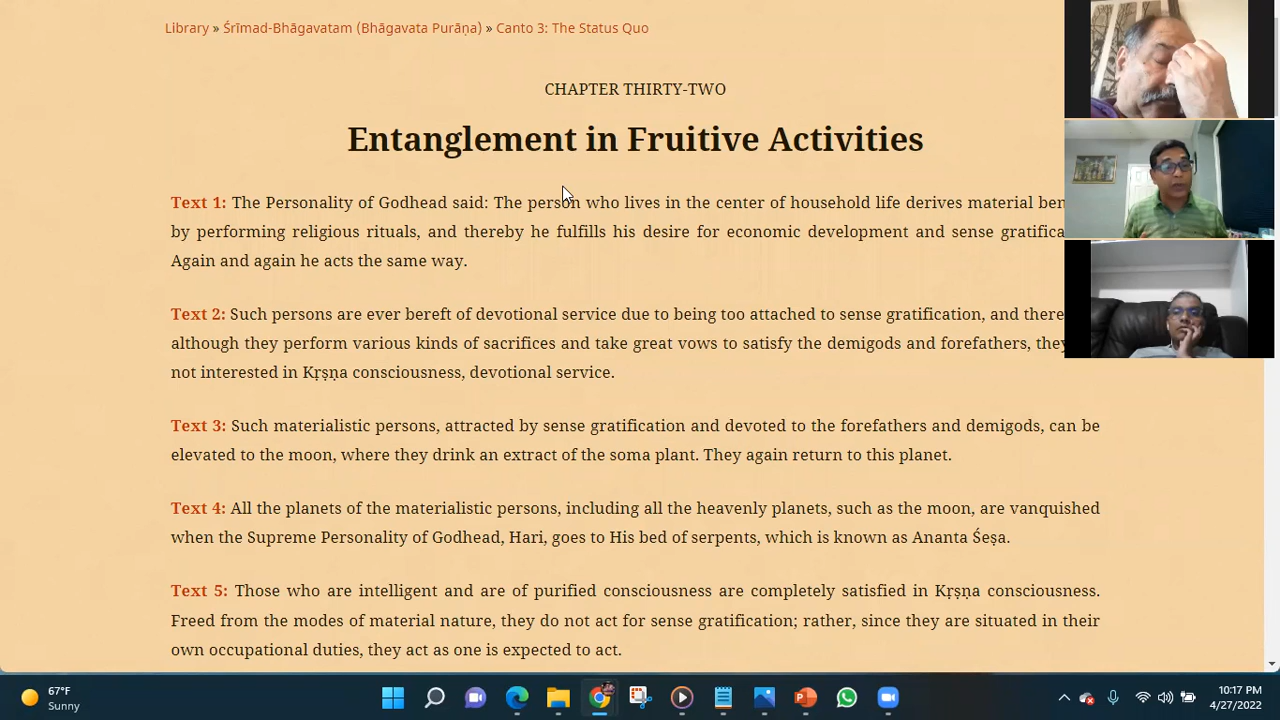 Library » Śrīmad-Bhāgavatam (Bhāgavata Purāṇa) » Canto 3: The Status Quo
CHAPTER THIRTY-TWO
Entanglement in Fruitive Activities
Text 1: The Personality of Godhead said: The person who lives in the center of household life derives material
by performing religious rituals, and thereby he fulfills his desire for economic development and sense
Again and again he acts the same way.
Text 2: Such persons are ever bereft of devotional service due to being too attached to sense gratification, and
although they perform various kinds of sacrifices and take great vows to satisfy the demigods and forefathers,
not interested in Kṛṣṇa consciousness, devotional service.
Text 3: Such materialistic persons, attracted by sense gratification and devoted to the forefathers and demigods, can be
elevated to the moon, where they drink an extract of the soma plant. They again return to this planet.
Text 4: All the planets of the materialistic persons, including all the heavenly planets, such as the moon, are vanquished
when the Supreme Personality of Godhead, Hari, goes to His bed of serpents, which is known as Ananta Śeṣa.
Text 5: Those who are intelligent and are of purified consciousness are completely satisfied in Kṛṣṇa consciousness.
Freed from the modes of material nature, they do not act for sense gratification; rather, since they are situated in their
own occupational duties, they act as one is expected to act.
67°F
Sunny
10:17 PM
4/27/2022